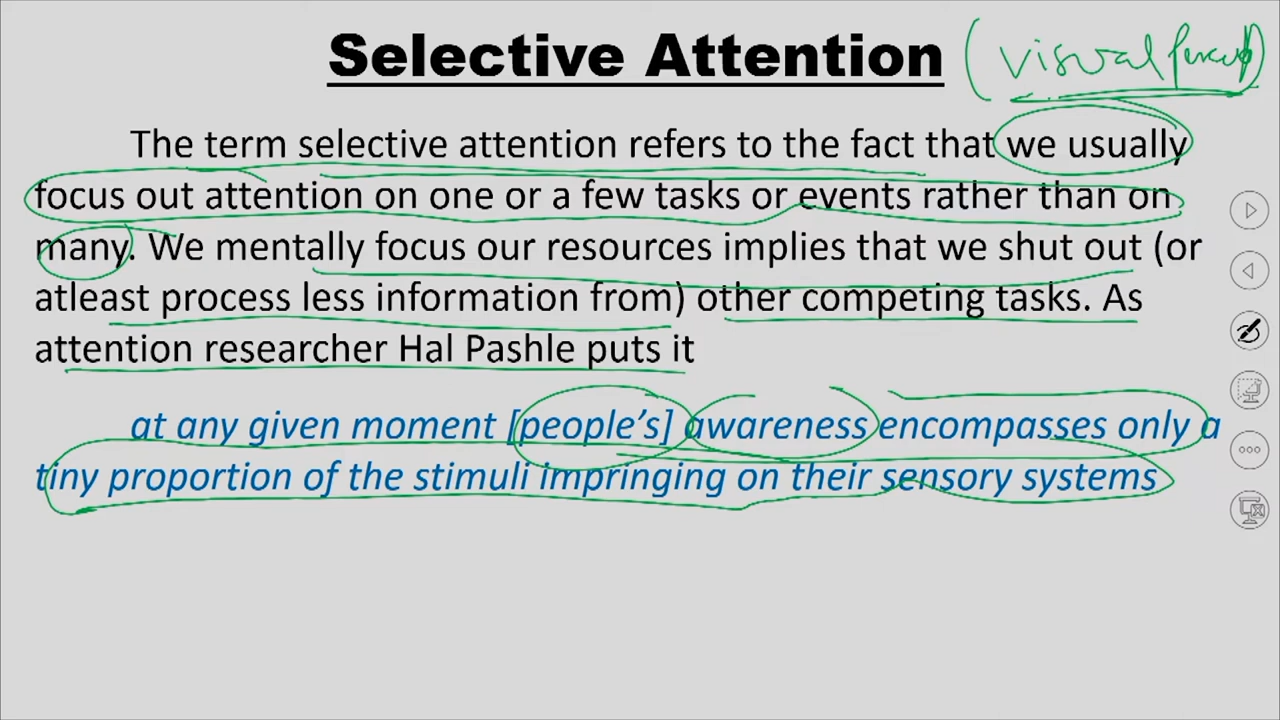 Selective Attention (visual
The term selective attention refers to the fact that we usually
focus out attention on one or a few tasks or events rather than on
many. We mentally focus our resources implies that we shut out (or
atleast process less information from) other competing tasks. As
attention researcher Hal Pashle puts it
at any given moment [people’s] awareness encompasses only a
tiny proportion of the stimuli impringing on their sensory systems